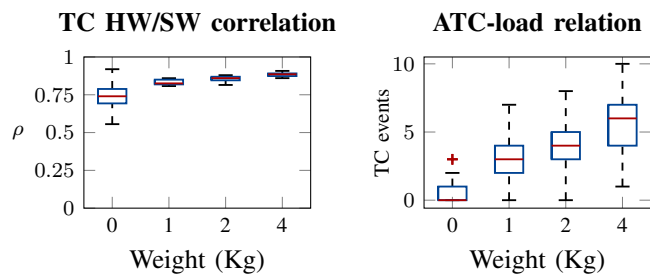 TC HW/SW correlation
1
0.75
0.5
0.25
0
ρ
0 1 2 4
Weight (Kg)
ATC-load relation
10
5
0
TC events
0 1 2 4
Weight (Kg)